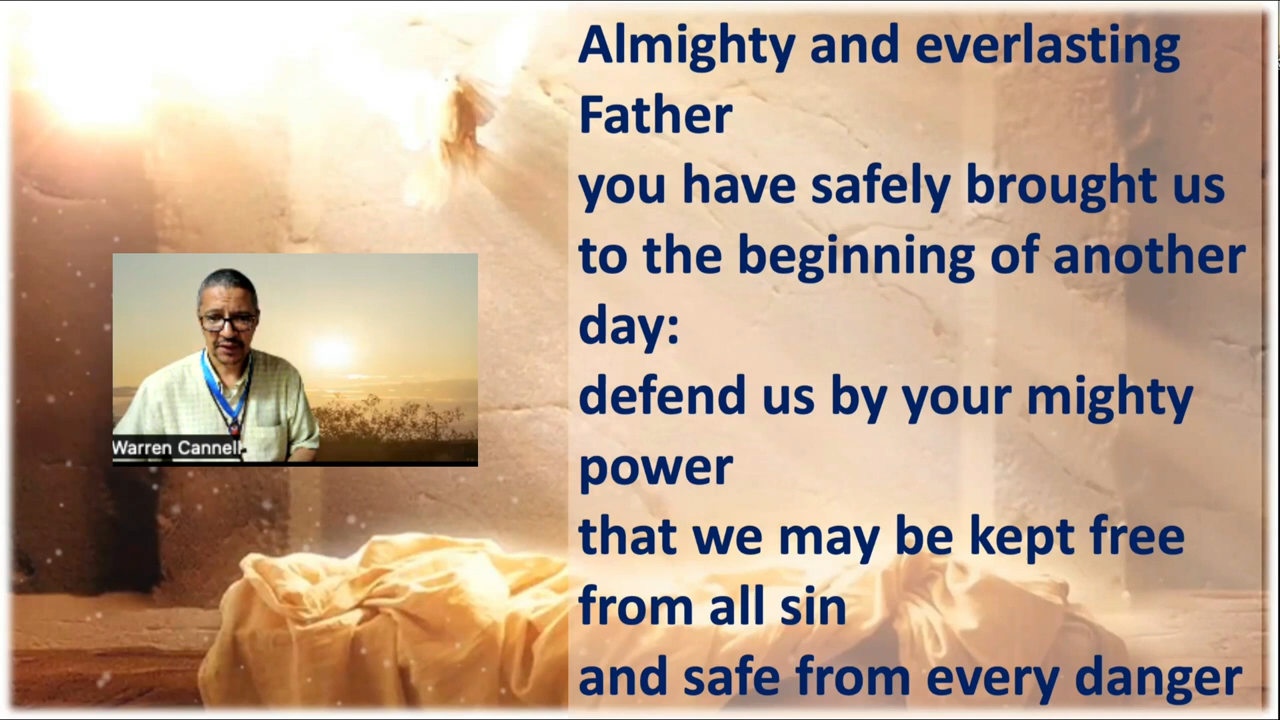 Almighty and everlasting
Father
you have safely brought us
to the beginning of another
day:
defend us by your mighty
power
that we may be kept free
from all sin
and safe from every danger
Warren Cannell